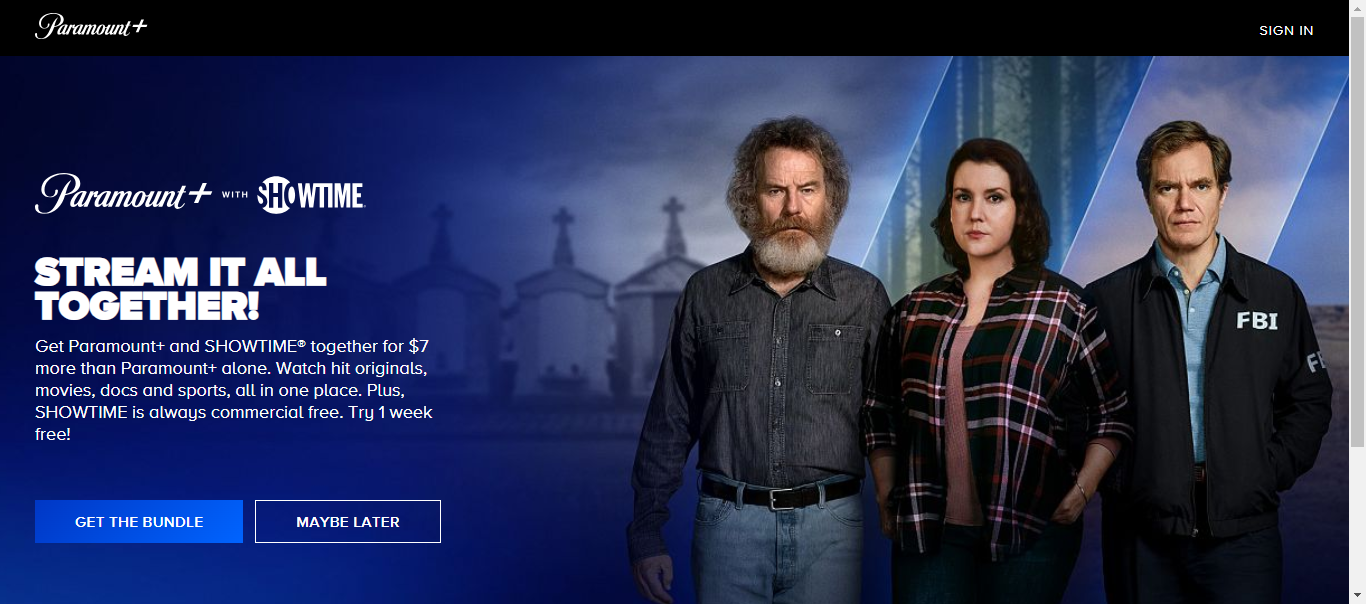 Paramount+
SIGN IN
Paramount+ WITH SHOWTIME
STREAM IT ALL
TOGETHER!
Get Paramount+ and SHOWTIME® together for $7
more than Paramount+ alone. Watch hit originals,
movies, docs and sports, all in one place. Plus,
SHOWTIME is always commercial free. Try 1 week
free!
GET THE BUNDLE
MAYBE LATER
FBI
FB